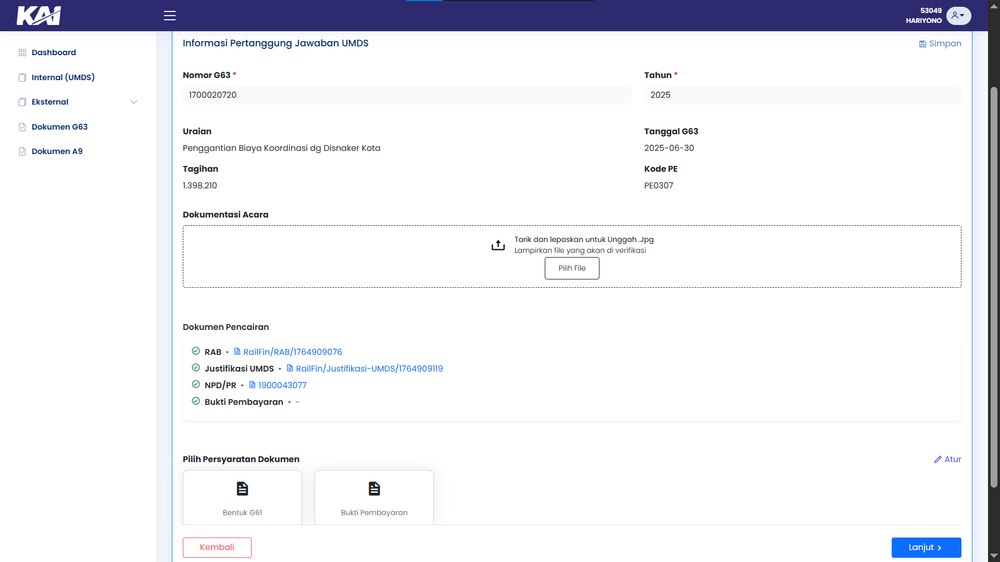 KAI
53049
HARIYONO
Dashboard
Internal (UMDS)
Eksternal
Dokumen G63
Dokumen A9
Informasi Pertanggung Jawaban UMDS
Simpan
Nomor G63 *
Tahun *
1700020720
2025
Uraian
Tanggal G63
Penggantian Biaya Koordinasi dg Disnaker Kota
2025-06-30
Tagihan
Kode PE
1.398.210
PE0307
Dokumentasi Acara
Tarik dan lepaskan untuk Unggah .Jpg
Lampirkan file yang akan di verifikasi
Pilih File
Dokumen Pencairan
RAB • RailFin/RAB/1764909076
Justifikasi UMDS • RailFin/Justifikasi-UMDS/1764909119
NPD/PR • 1900043077
Bukti Pembayaran • -
Pilih Persyaratan Dokumen
Atur
Bentuk G61
Bukti Pembayaran
Kembali
Lanjut